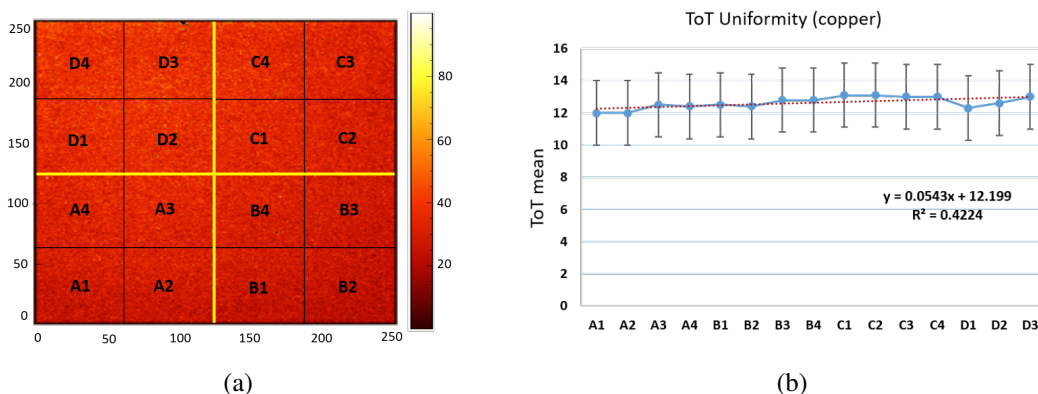 ToT Uniformity (copper)
250
200
150
100
50
0
D4 D3 C4 C3
D1 D2 C1 C2
A4 A3 B4 B3
A1 A2 B1 B2
0 50 100 150 200 250
80
60
40
20
ToT mean
16
14
12
10
8
6
4
2
0
y = 0.0543x + 12.199
R² = 0.4224
A1 A2 A3 A4 B1 B2 B3 B4 C1 C2 C3 C4 D1 D2 D3
(a)
(b)